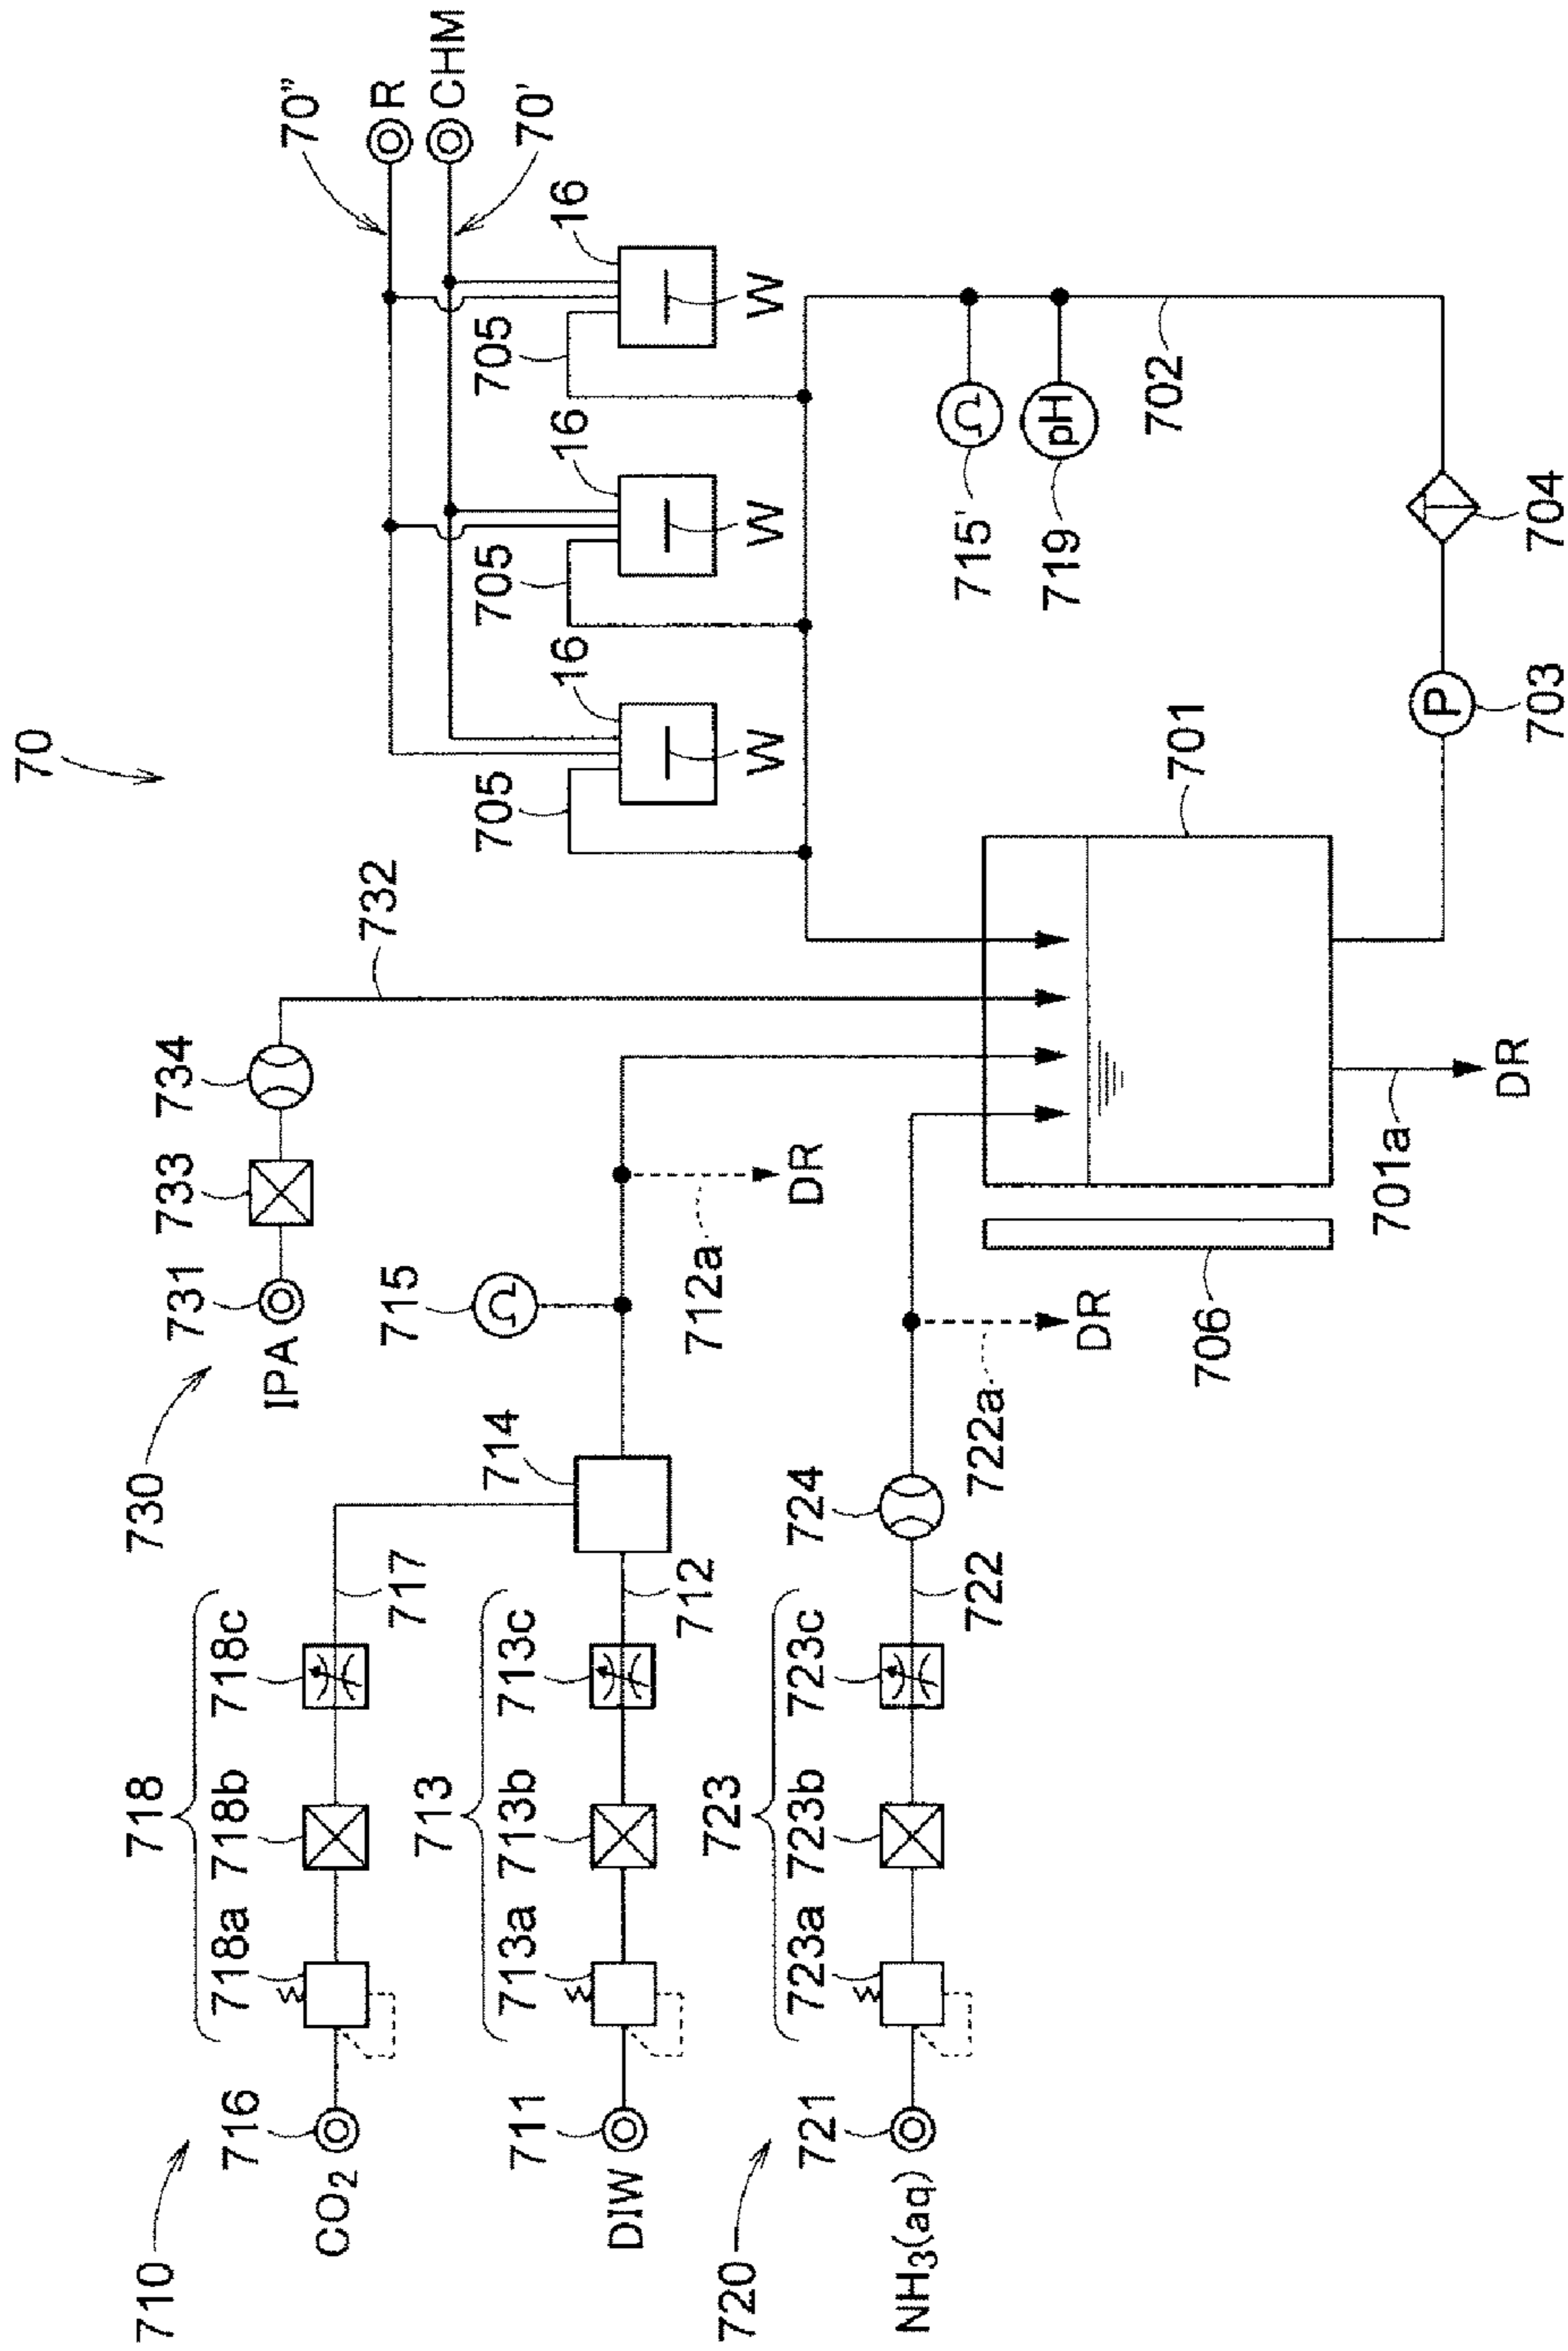 70
730
IPA
731
733
734
732
70"
R
CHM
70'
710
CO2
716
718
718a
718b
718c
717
714
715
705
16
W
705
16
W
705
16
W
DIW
711
713
713a
713b
713c
712
712a
DR
Ω
Ω
715'
pH
719
702
720
NH3(aq)
721
723
723a
723b
723c
722
724
722a
DR
706
701
701a
DR
P
703
704